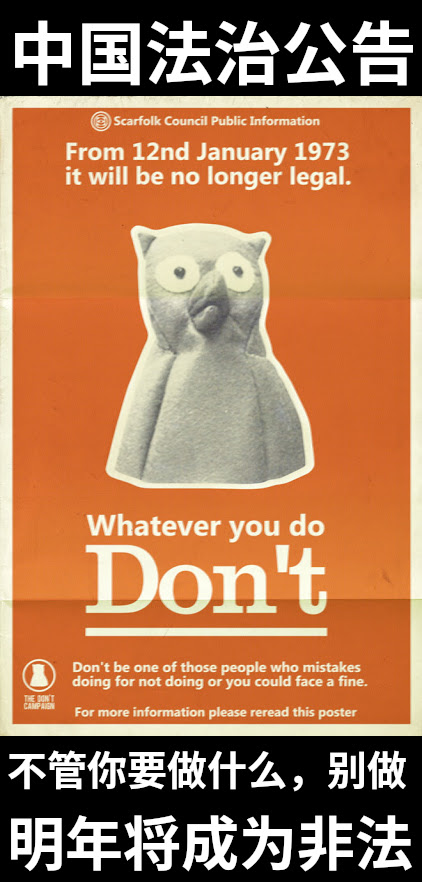 中国法治公告
Scarfolk Council Public Information
From 12nd January 1973
it will be no longer legal.
Whatever you do
Don't
Don't be one of those people who mistakes
doing for not doing or you could face a fine.
THE DON'T
CAMPAIGN
For more information please reread this poster
不管你要做什么，别做
明年将成为非法